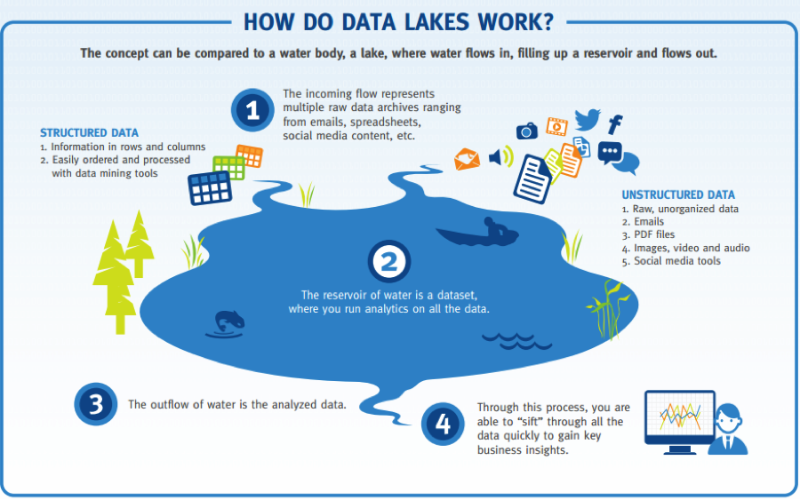 HOW DO DATA LAKES WORK?
The concept can be compared to a water body, a lake, where water flows in, filling up a reservoir and flows out.
1
The incoming flow represents
multiple raw data archives ranging
from emails, spreadsheets,
social media content, etc.
STRUCTURED DATA
1. Information in rows and columns
2. Easily ordered and processed
with data mining tools
UNSTRUCTURED DATA
1. Raw, unorganized data
2. Emails
3. PDF files
4. Images, video and audio
5. Social media tools
2
The reservoir of water is a dataset,
where you run analytics on all the data.
3
The outflow of water is the analyzed data.
4
Through this process, you are
able to “sift” through all the
data quickly to gain key
business insights.